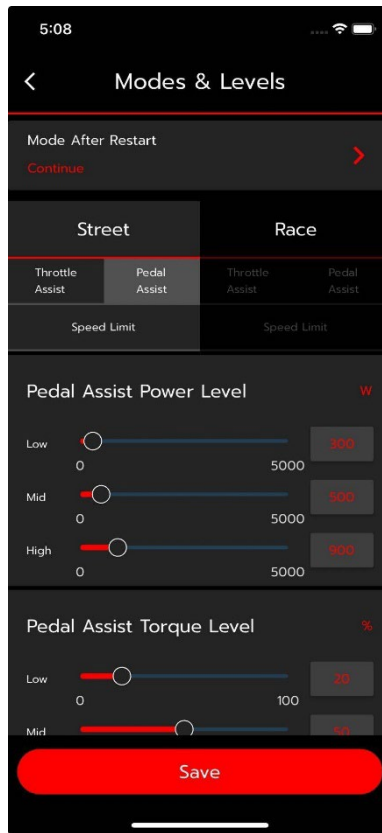 5:08
Modes & Levels
Mode After Restart
Continue
Street Race
Throttle Assist Pedal Assist Throttle Assist Pedal Assist
Speed Limit Speed Limit
Pedal Assist Power Level W
Low 300
0 5000
Mid 500
0 5000
High 900
0 5000
Pedal Assist Torque Level %
Low 20
0 100
Mid 50
Save